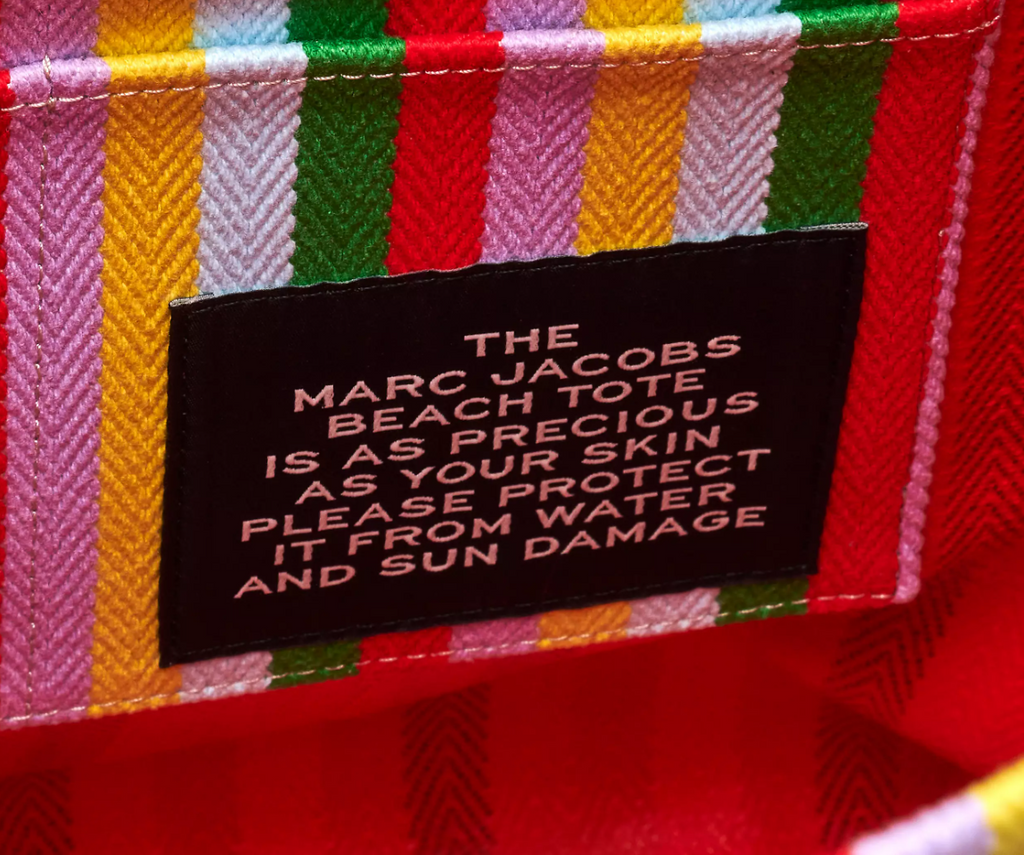 THE
MARC JACOBS
BEACH TOTE
IS AS PRECIOUS
AS YOUR SKIN
PLEASE PROTECT
IT FROM WATER
AND SUN DAMAGE